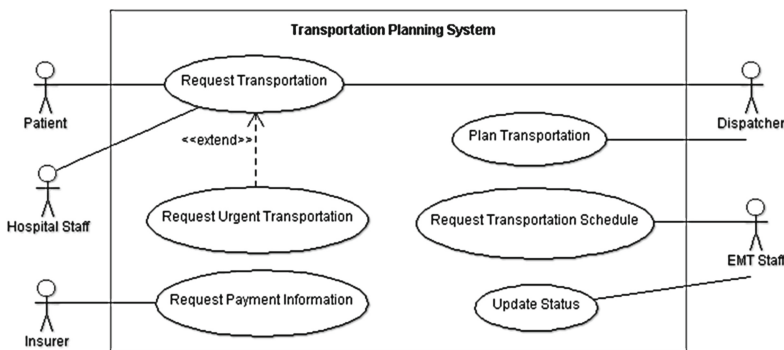 Transportation Planning System
Request Transportation
Patient
Dispatcher
<<extend>>
Plan Transportation
Hospital Staff
Request Urgent Transportation
Request Transportation Schedule
EMT Staff
Request Payment Information
Update Status
Insurer